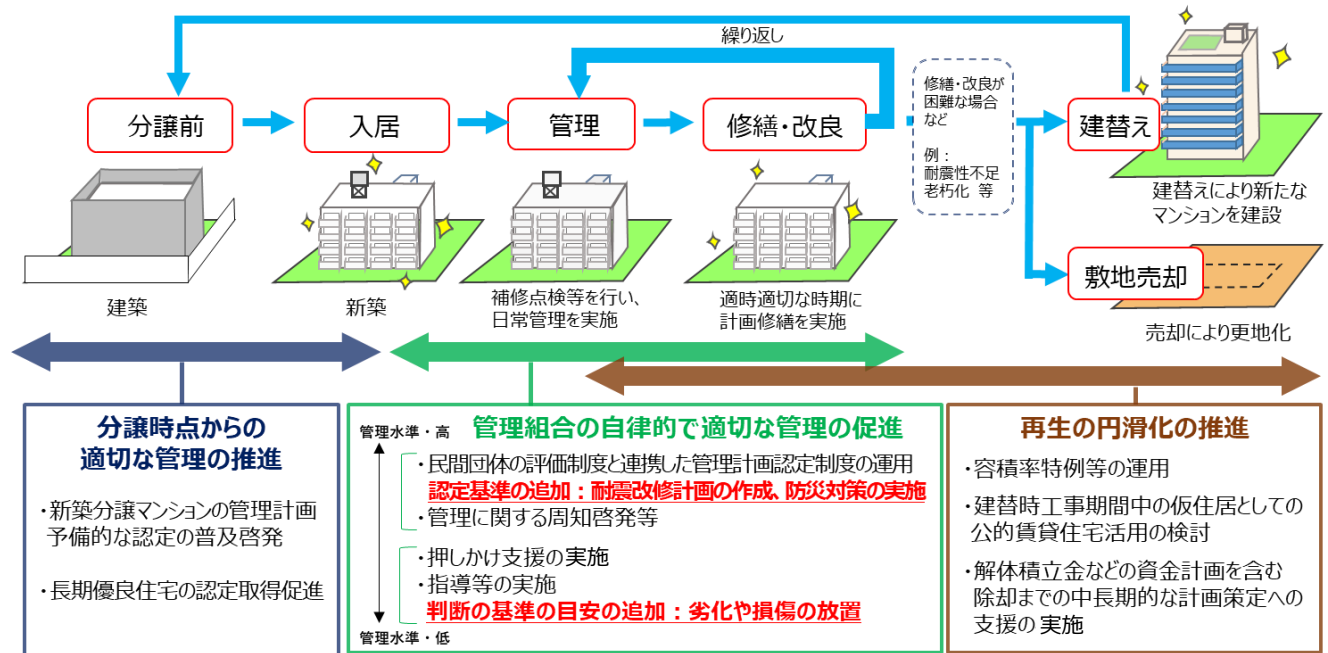 繰り返し
分譲前
入居
管理
修繕・改良
修繕・改良が
困難な場合
など
例：
耐震性不足
老朽化 等
建替え
建替えにより新たな
マンションを建設
敷地売却
売却により更地化
建築
新築
補修点検等を行い、
日常管理を実施
適時適切な時期に
計画修繕を実施
分譲時点からの
適切な管理の推進
・新築分譲マンションの管理計画
予備的な認定の普及啓発
・長期優良住宅の認定取得促進
管理組合の自律的で適切な管理の促進
管理水準・高
・民間団体の評価制度と連携した管理計画認定制度の運用
認定基準の追加：耐震改修計画の作成、防災対策の実施
・管理に関する周知啓発等
・押しかけ支援の実施
・指導等の実施
判断の基準の目安の追加：劣化や損傷の放置
管理水準・低
再生の円滑化の推進
・容積率特例等の運用
・建替時工事期間中の仮住居としての
公的賃貸住宅活用の検討
・解体積立金などの資金計画を含む
除却までの中長期的な計画策定への
支援の実施